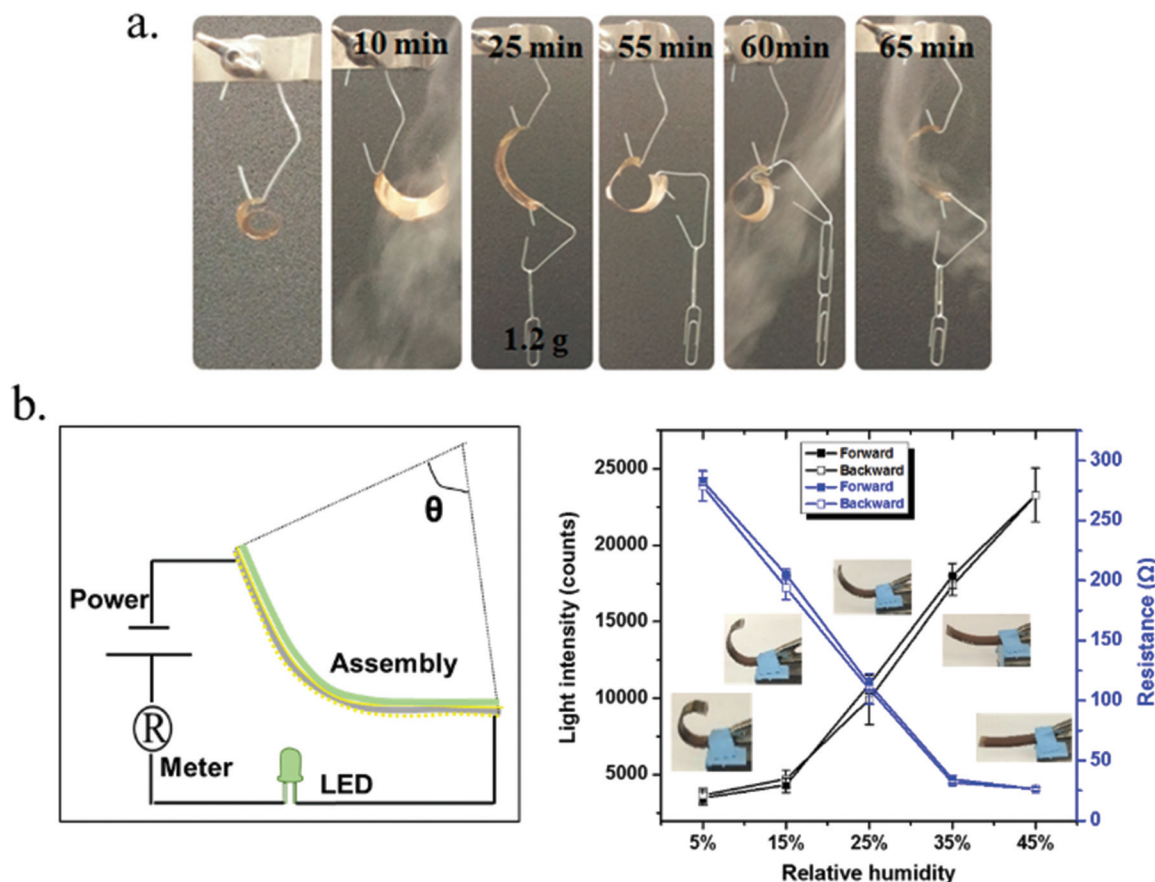 a.
10 min
25 min
55 min
60min
65 min
1.2 g
b.
θ
Power
Assembly
R
Meter
LED
Forward
Backward
Forward
Backward
25000
20000
15000
10000
5000
Light intensity (counts)
300
250
200
150
100
50
0
Resistance (Ω)
5%
15%
25%
35%
45%
Relative humidity